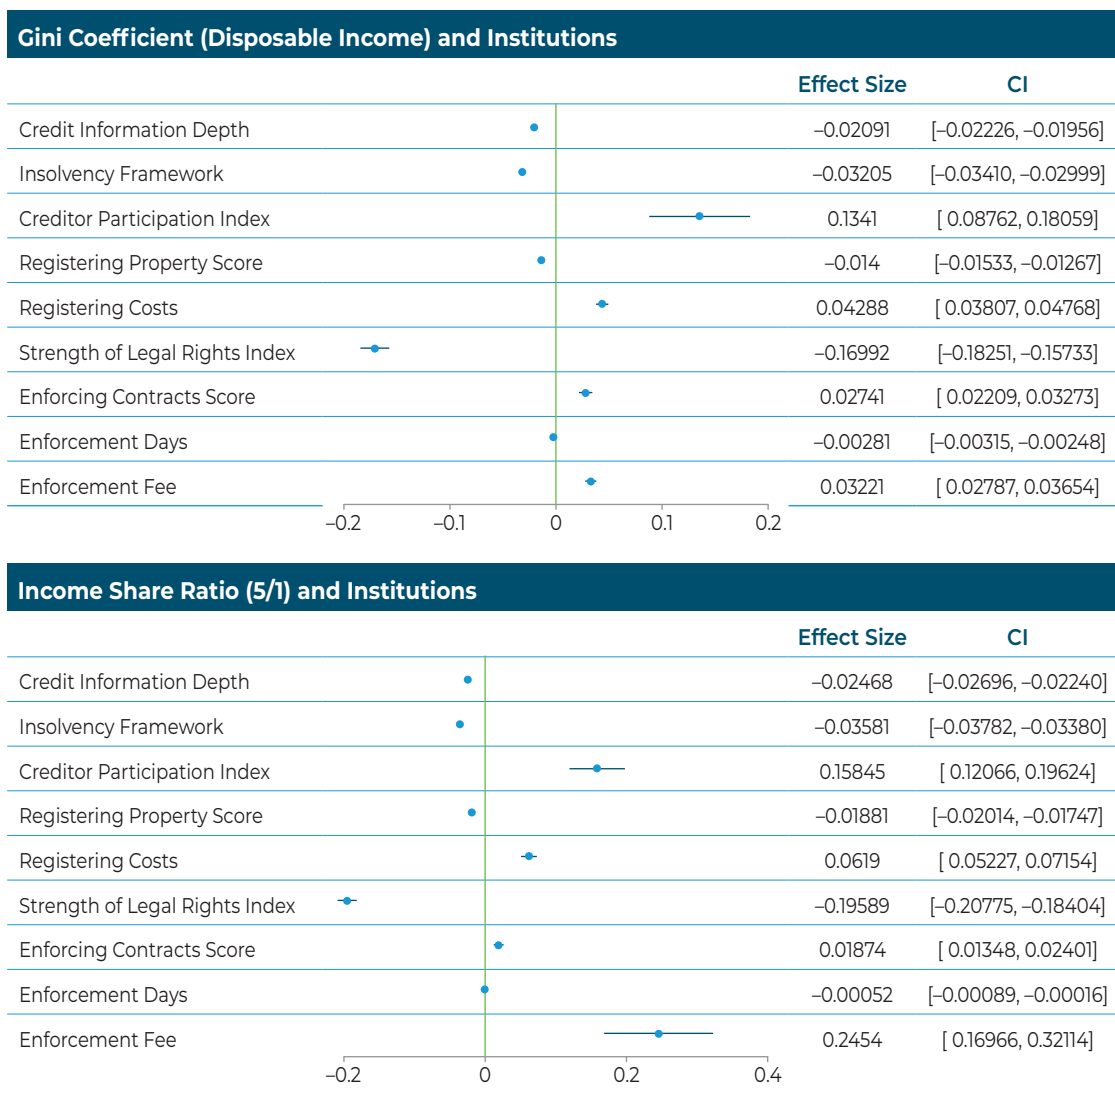 Gini Coefficient (Disposable Income) and Institutions
Effect Size CI
Credit Information Depth –0.02091 [–0.02226, –0.01956]
Insolvency Framework –0.03205 [–0.03410, –0.02999]
Creditor Participation Index 0.1341 [ 0.08762, 0.18059]
Registering Property Score –0.014 [–0.01533, –0.01267]
Registering Costs 0.04288 [ 0.03807, 0.04768]
Strength of Legal Rights Index –0.16992 [–0.18251, –0.15733]
Enforcing Contracts Score 0.02741 [ 0.02209, 0.03273]
Enforcement Days –0.00281 [–0.00315, –0.00248]
Enforcement Fee 0.03221 [ 0.02787, 0.03654]
–0.2 –0.1 0 0.1 0.2
Income Share Ratio (5/1) and Institutions
Effect Size CI
Credit Information Depth –0.02468 [–0.02696, –0.02240]
Insolvency Framework –0.03581 [–0.03782, –0.03380]
Creditor Participation Index 0.15845 [ 0.12066, 0.19624]
Registering Property Score –0.01881 [–0.02014, –0.01747]
Registering Costs 0.0619 [ 0.05227, 0.07154]
Strength of Legal Rights Index –0.19589 [–0.20775, –0.18404]
Enforcing Contracts Score 0.01874 [ 0.01348, 0.02401]
Enforcement Days –0.00052 [–0.00089, –0.00016]
Enforcement Fee 0.2454 [ 0.16966, 0.32114]
–0.2 0 0.2 0.4